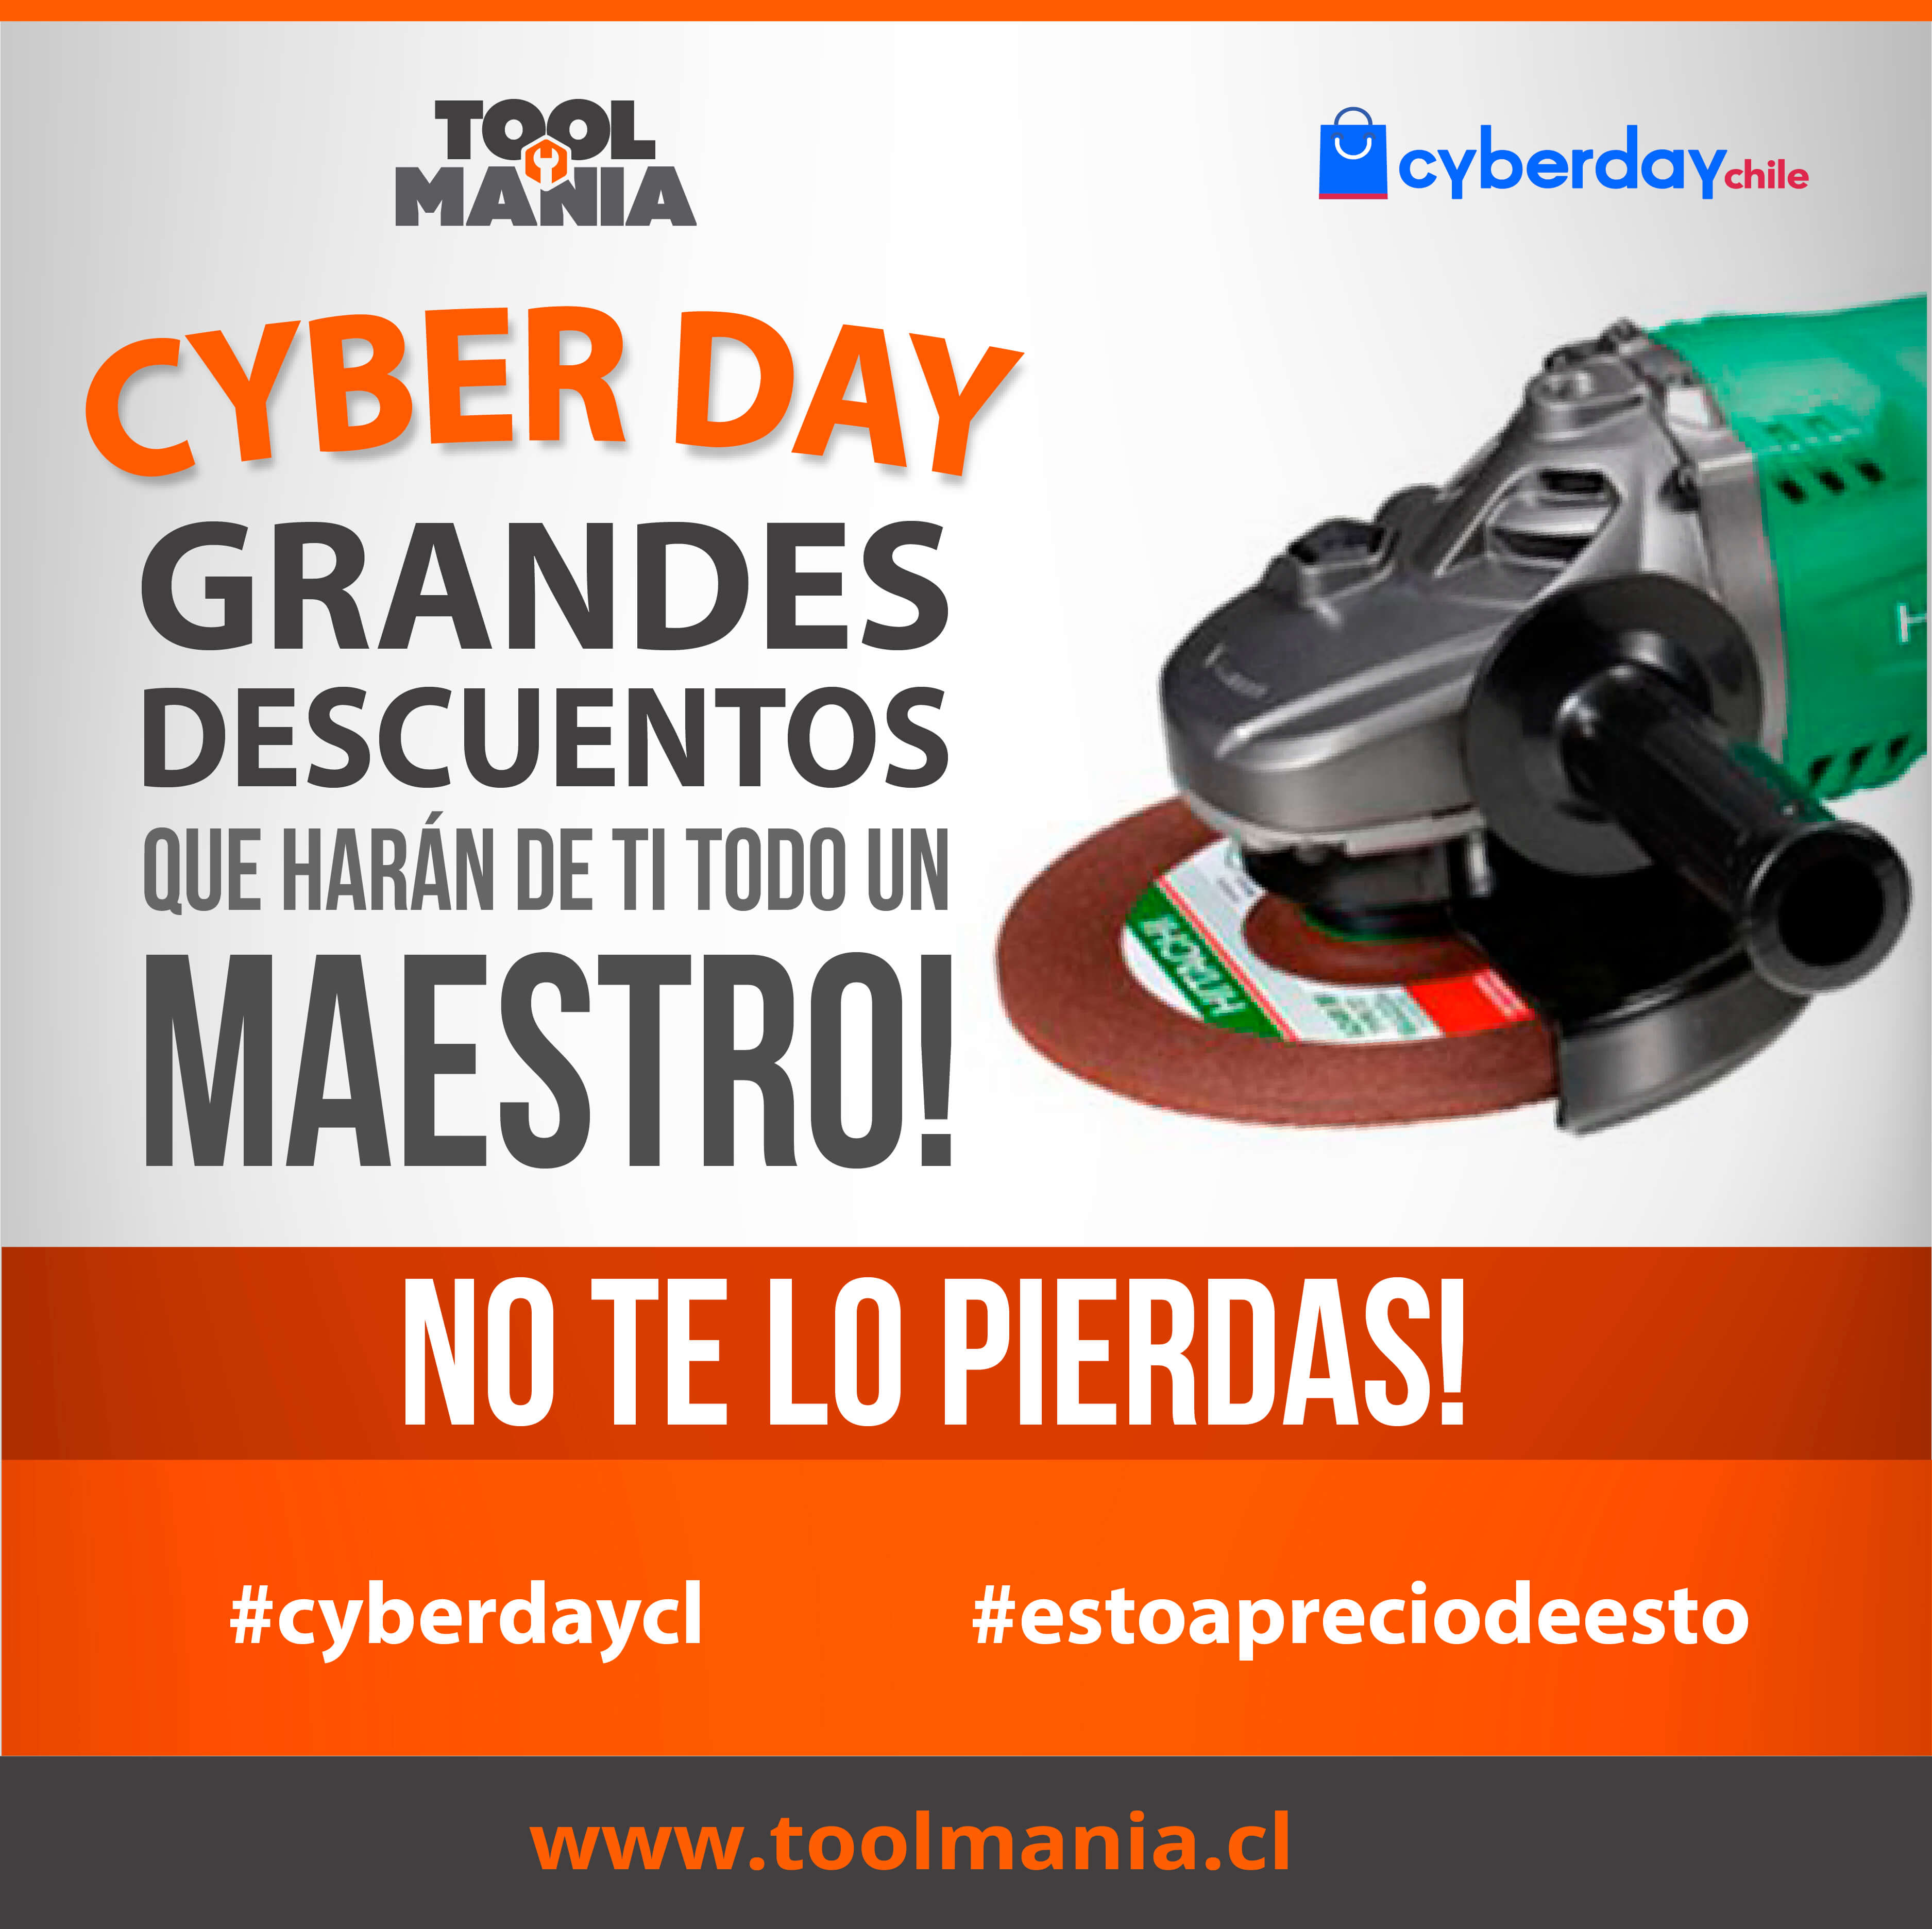 TOOL
MANIA
cyberdaychile
CYBER DAY
GRANDES
DESCUENTOS
QUE HARÁN DE TI TODO UN
MAESTRO!
H
HITACHI
NO TE LO PIERDAS!
#cyberdaycl
#estoapreciodeesto
www.toolmania.cl